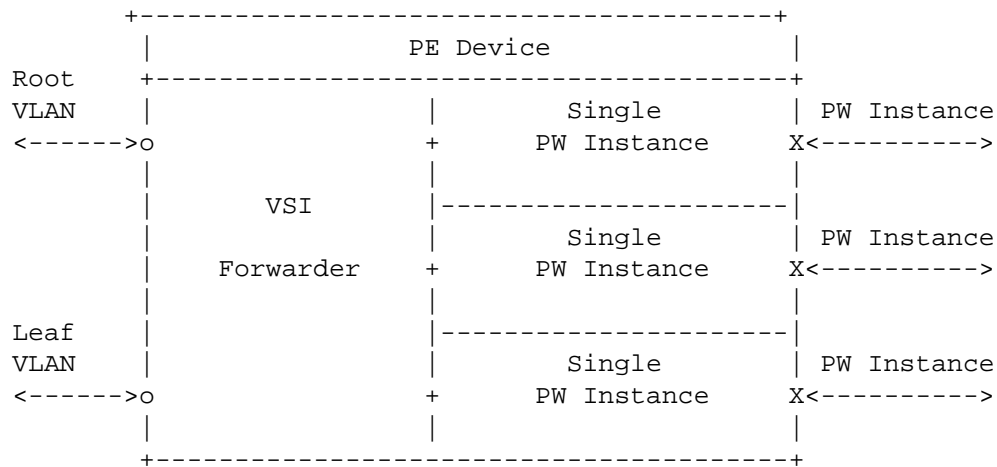 +----------------------------------------+
|                PE Device               |
Root     +----------------------------------------+
VLAN     |                 |       Single       | PW Instance
<------>o                 +     PW Instance    X<---------->
|                 |                    |
|       VSI       |----------------------|
|                 |       Single       | PW Instance
|    Forwarder    +     PW Instance    X<---------->
|                 |                    |
Leaf     |                 |----------------------|
VLAN     |                 |       Single       | PW Instance
<------>o                 +     PW Instance    X<---------->
|                 |                    |
+----------------------------------------+